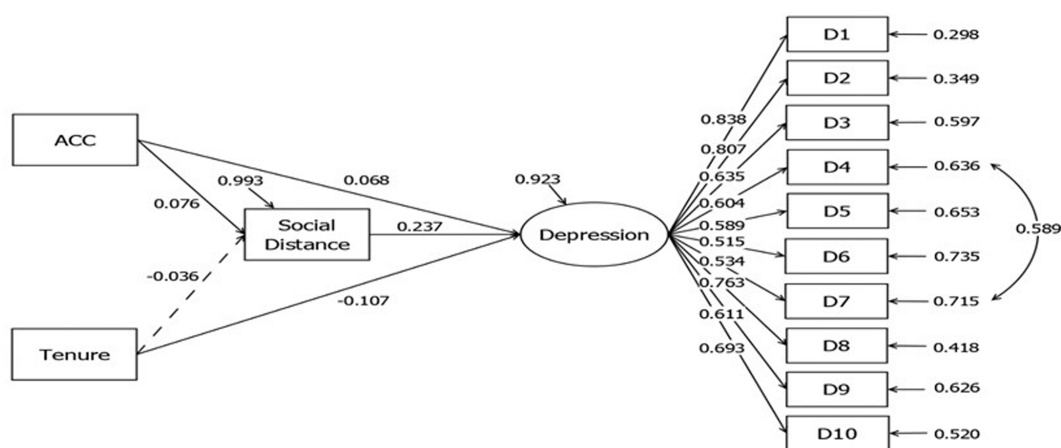 D1
0.298
D2
0.349
0.838
D3
0.597
ACC
0.807
0.635
D4
0.636
0.993
0.068
0.923
0.604
0.076
Social
Distance
0.237
Depression
0.589
D5
0.653
0.589
0.515
0.534
D6
0.735
-0.036
0.763
-0.107
0.611
D7
0.715
Tenure
0.693
D8
0.418
D9
0.626
D10
0.520